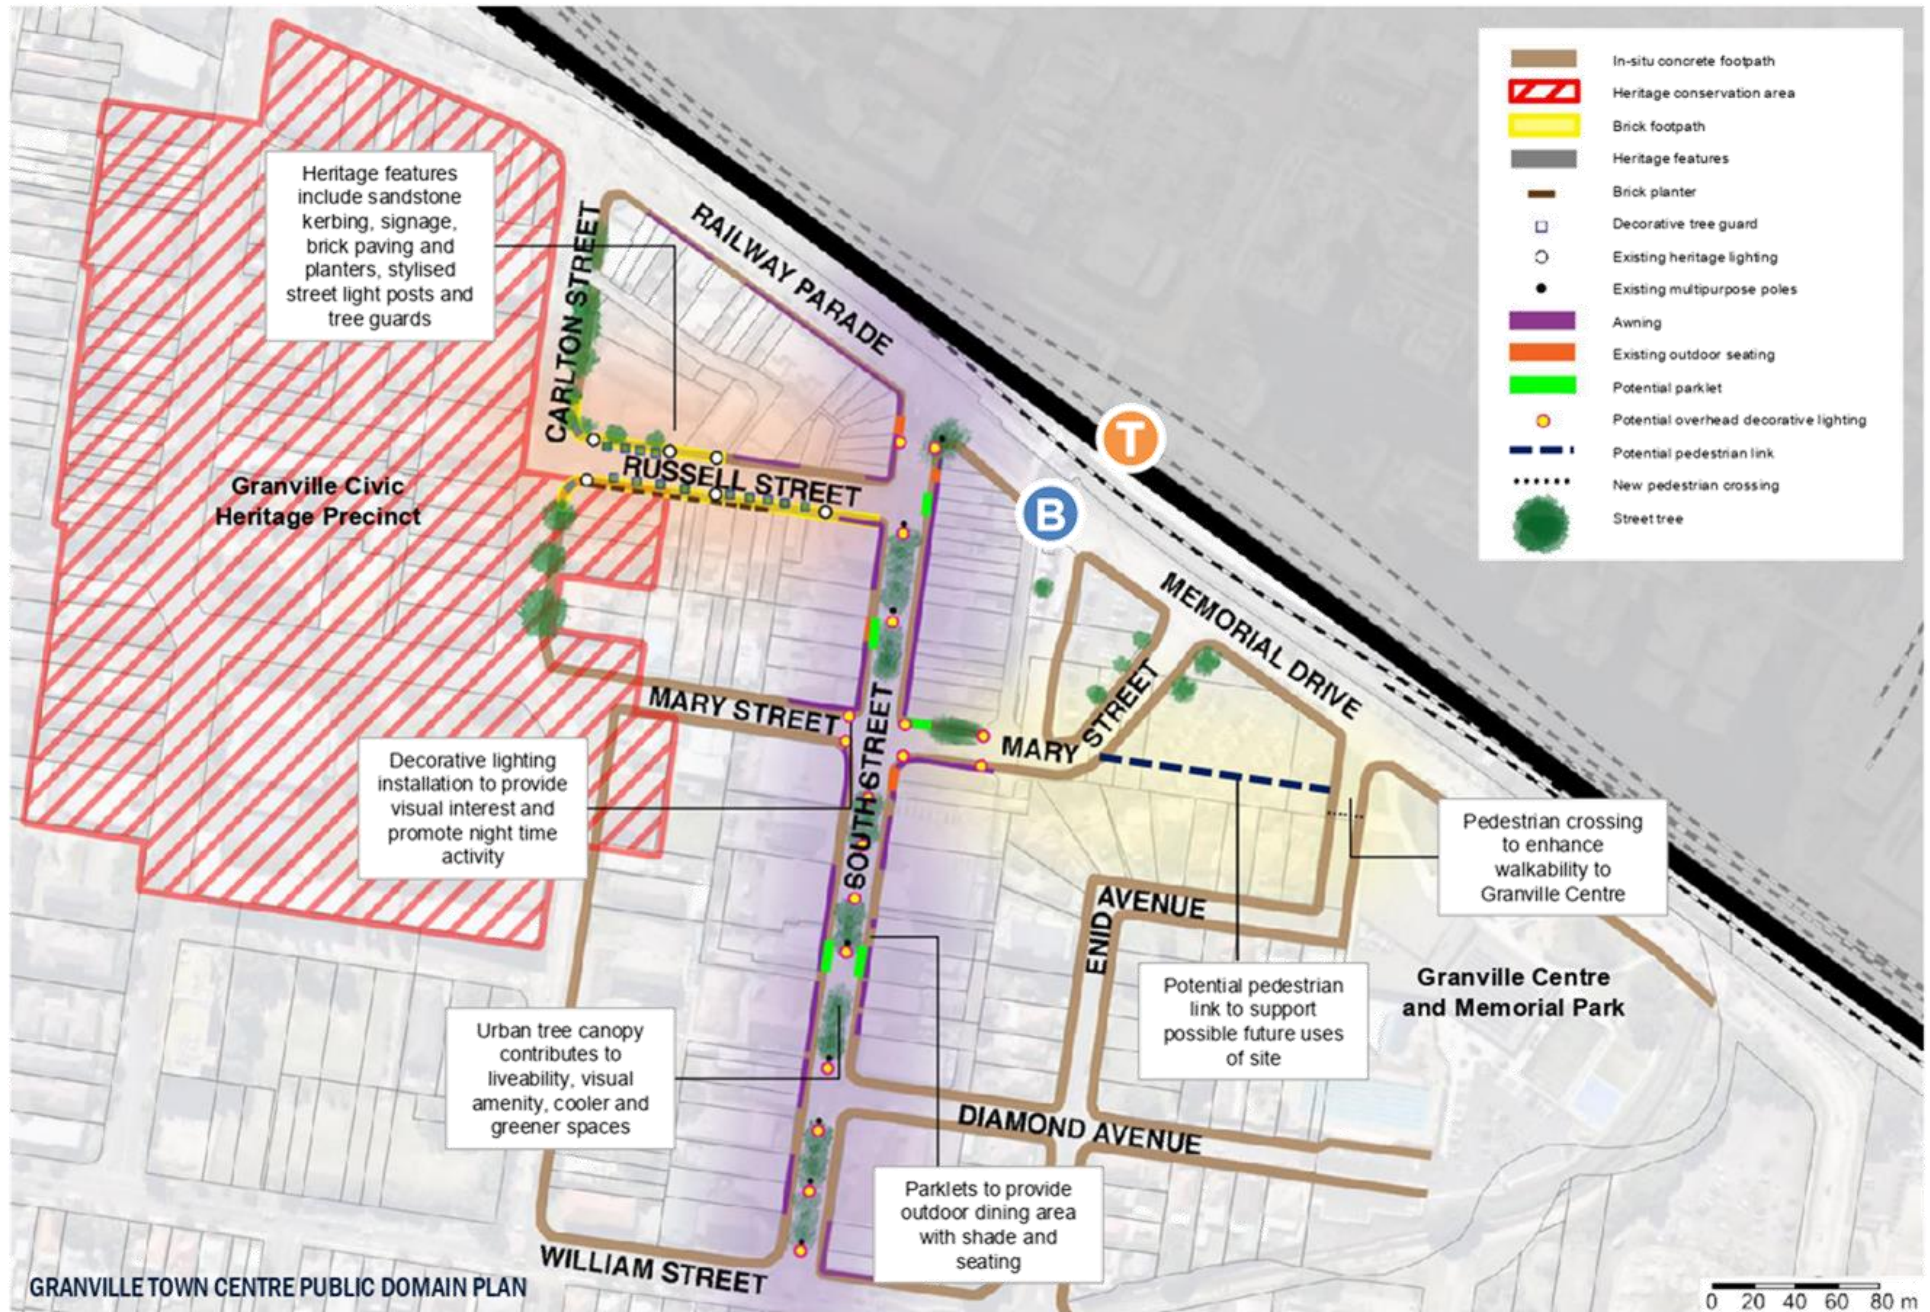 Heritage features
include sandstone
kerbing, signage,
brick paving and
planters, stylised
street light posts and
tree guards
CARLTON STREET
RAILWAY PARADE
RUSSELL STREET
Granville Civic
Heritage Precinct
T
B
MEMORIAL DRIVE
MARY STREET
SOUTH STREET
MARY STREET
Decorative lighting
installation to provide
visual interest and
promote night time
activity
Pedestrian crossing
to enhance
walkability to
Granville Centre
ENID AVENUE
Potential pedestrian
link to support
possible future uses
of site
Granville Centre
and Memorial Park
Urban tree canopy
contributes to
liveability, visual
amenity, cooler and
greener spaces
DIAMOND AVENUE
Parklets to provide
outdoor dining area
with shade and
seating
WILLIAM STREET
GRANVILLE TOWN CENTRE PUBLIC DOMAIN PLAN
In-situ concrete footpath
Heritage conservation area
Brick footpath
Heritage features
Brick planter
Decorative tree guard
Existing heritage lighting
Existing multipurpose poles
Awning
Existing outdoor seating
Potential parklet
Potential overhead decorative lighting
Potential pedestrian link
New pedestrian crossing
Street tree
0 20 40 60 80 m